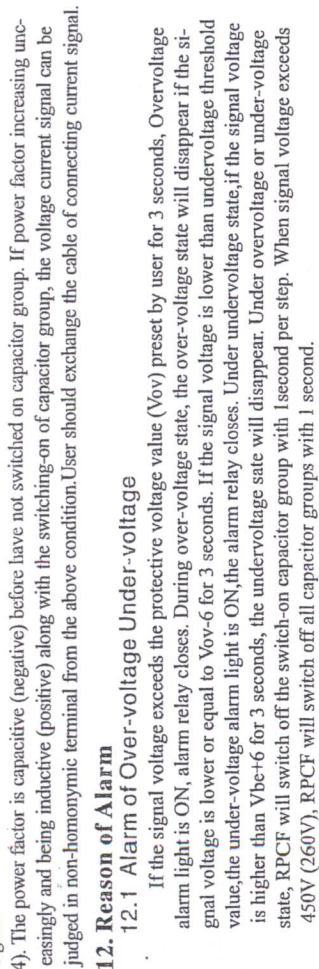 4). The power factor is capacitive (negative) before have not switched on capacitor group. If power factor increasing unc-
easingly and being inductive (positive) along with the switching-on of capacitor group, the voltage current signal can be
judged in non-homonymic terminal from the above condition.User should exchange the cable of connecting current signal.
12. Reason of Alarm
12.1 Alarm of Over-voltage Under-voltage
If the signal voltage exceeds the protective voltage value (Vov) preset by user for 3 seconds, Overvoltage
alarm light is ON, alarm relay closes. During over-voltage state, the over-voltage state will disappear if the si-
gnal voltage is lower or equal to Vov-6 for 3 seconds. If the signal voltage is lower than undervoltage threshold
value,the under-voltage alarm light is ON,the alarm relay closes. Under undervoltage state,if the signal voltage
is higher than Vbe+6 for 3 seconds, the undervoltage sate will disappear. Under overvoltage or under-voltage
state, RPCF will switch off the switch-on capacitor group with 1second per step. When signal voltage exceeds
450V (260V), RPCF will switch off all capacitor groups with 1 second.